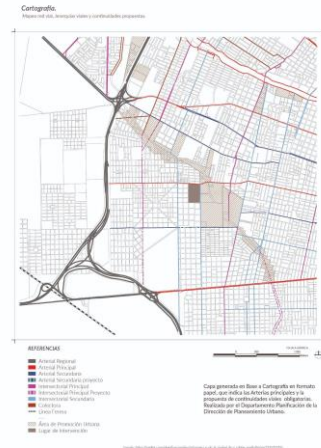 Cartografía.
Mapeo red vial, jerarquías viales y continuidades propuestas
REFERENCIAS
Arterial Regional
Arterial Principal
Arterial Secundario
Arterial Secundario proyecto
Intersectorial Principal
Intersectorial Principal Proyecto
Intersectorial Secundario
Colectora
Línea Férrea
Área de Promoción Urbana
Lugar de intervención
Capa generada en Base a Cartografía en formato
papel, que indica las Arterias principales y la
propuesta de continuidades viales obligatorias.
Realizada por el Departamento Planificación de la
Dirección de Planeamiento Urbano.